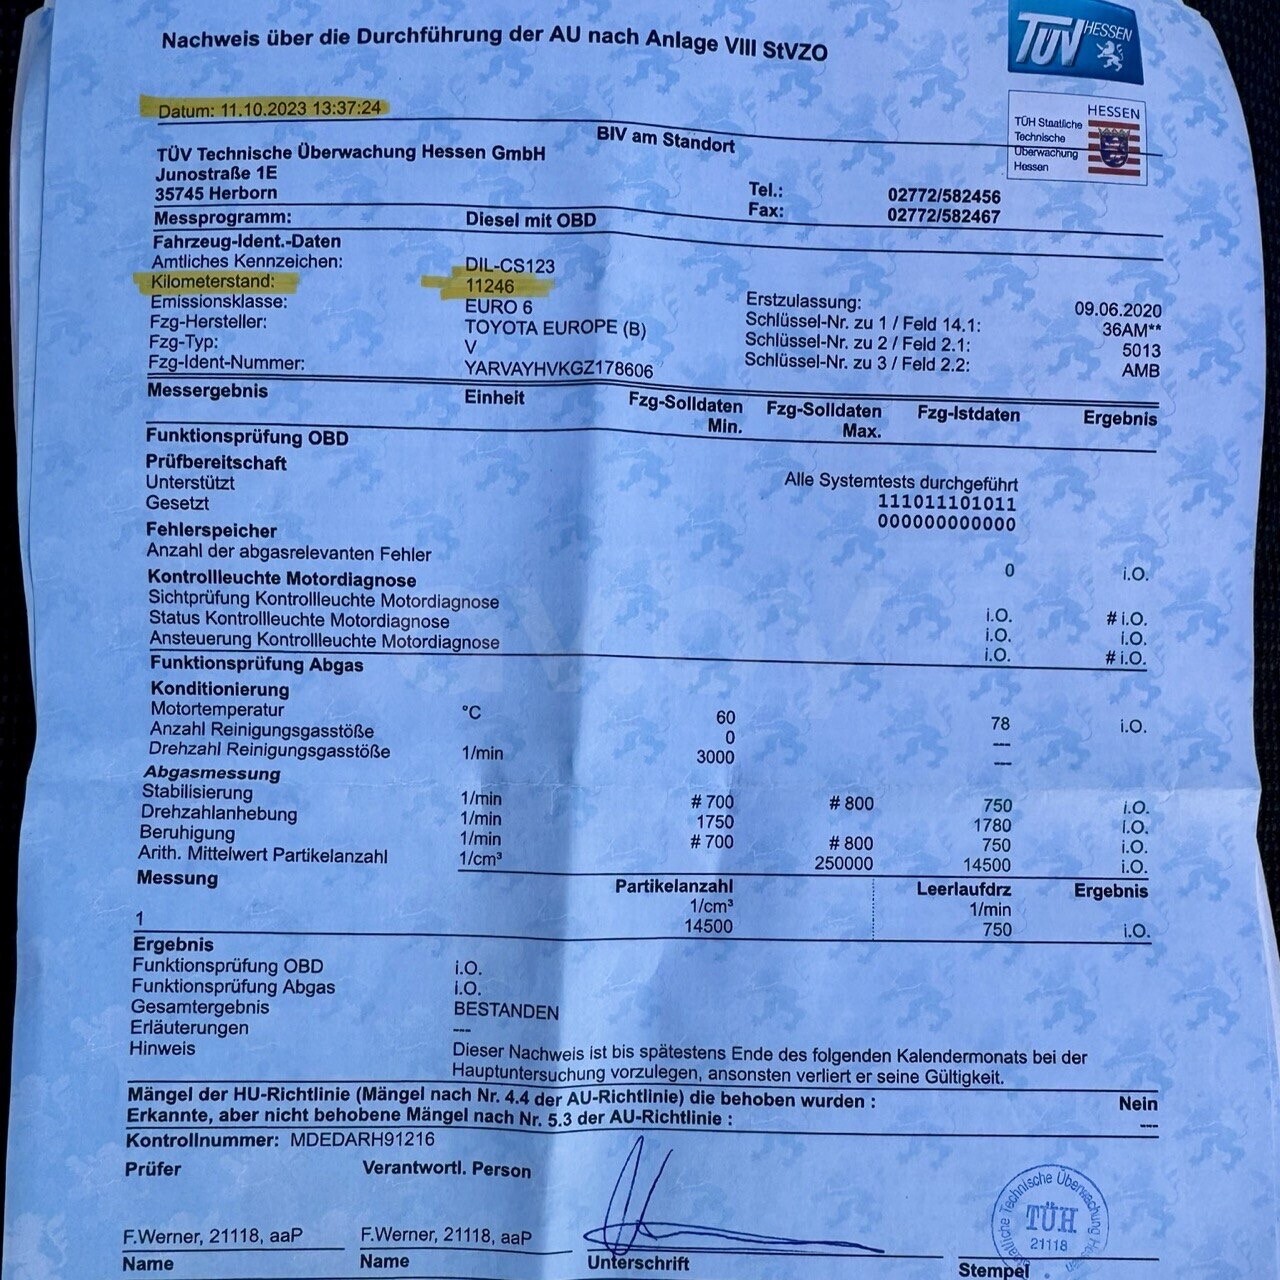 Nachweis über die Durchführung der AU nach Anlage VIII StVZO
TÜV HESSEN
Datum: 11.10.2023 13:37:24
HESSEN
TÜH Staatliche
Technische
Überwachung
Hessen
BIV am Standort
TÜV Technische Überwachung Hessen GmbH
Junostraße 1E
35745 Herborn
Tel.: 02772/582456
Fax: 02772/582467
Messprogramm: Diesel mit OBD
Fahrzeug-Ident.-Daten
Amtliches Kennzeichen: DIL-CS123
Kilometerstand: 11246
Emissionsklasse: EURO 6 Erstzulassung: 09.06.2020
Fzg-Hersteller: TOYOTA EUROPE (B) Schlüssel-Nr. zu 1 / Feld 14.1: 36AM**
Fzg-Typ: V Schlüssel-Nr. zu 2 / Feld 2.1: 5013
Fzg-Ident-Nummer: YARVAYHVKGZ178606 Schlüssel-Nr. zu 3 / Feld 2.2: AMB
Messergebnis Einheit Fzg-Solldaten Fzg-Solldaten Fzg-Istdaten Ergebnis
Min. Max.
Funktionsprüfung OBD
Prüfbereitschaft Alle Systemtests durchgeführt
Unterstützt 111011101011
Gesetzt 000000000000
Fehlerspeicher
Anzahl der abgasrelevanten Fehler 0 i.O.
Kontrollleuchte Motordiagnose
Sichtprüfung Kontrollleuchte Motordiagnose i.O. # i.O.
Status Kontrollleuchte Motordiagnose i.O. i.O.
Ansteuerung Kontrollleuchte Motordiagnose i.O. # i.O.
Funktionsprüfung Abgas
Konditionierung
Motortemperatur °C 60 78 i.O.
Anzahl Reinigungsgasstöße 0 ---
Drehzahl Reinigungsgasstöße 1/min 3000 ---
Abgasmessung
Stabilisierung 1/min # 700 # 800 750 i.O.
Drehzahlanhebung 1/min 1750 1780 i.O.
Beruhigung 1/min # 700 # 800 750 i.O.
Arith. Mittelwert Partikelanzahl 1/cm³ 250000 14500 i.O.
Messung Partikelanzahl Leerlaufdrz Ergebnis
1/cm³ 1/min
1 14500 750 i.O.
Ergebnis
Funktionsprüfung OBD i.O.
Funktionsprüfung Abgas i.O.
Gesamtergebnis BESTANDEN
Erläuterungen ---
Hinweis Dieser Nachweis ist bis spätestens Ende des folgenden Kalendermonats bei der
Hauptuntersuchung vorzulegen, ansonsten verliert er seine Gültigkeit.
Mängel der HU-Richtlinie (Mängel nach Nr. 4.4 der AU-Richtlinie) die behoben wurden : Nein
Erkannte, aber nicht behobene Mängel nach Nr. 5.3 der AU-Richtlinie : ---
Kontrollnummer: MDEDARH91216
Prüfer Verantwortl. Person
F.Werner, 21118, aaP F.Werner, 21118, aaP
Name Name Unterschrift Stempel
Technische Überwachung
TÜH
21118